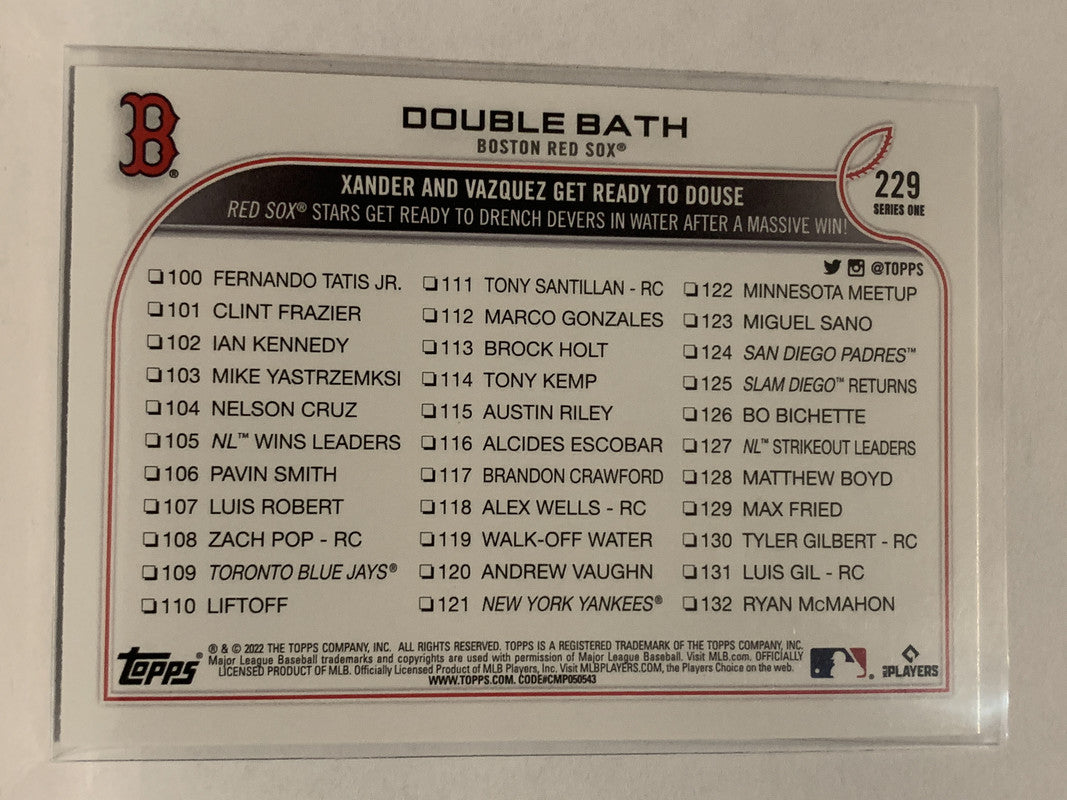 B®
DOUBLE BATH
BOSTON RED SOX®
229
SERIES ONE
XANDER AND VAZQUEZ GET READY TO DOUSE
RED SOX® STARS GET READY TO DRENCH DEVERS IN WATER AFTER A MASSIVE WIN!
@TOPPS
100 FERNANDO TATIS JR.
101 CLINT FRAZIER
102 IAN KENNEDY
103 MIKE YASTRZEMKSI
104 NELSON CRUZ
105 NL™ WINS LEADERS
106 PAVIN SMITH
107 LUIS ROBERT
108 ZACH POP - RC
109 TORONTO BLUE JAYS®
110 LIFTOFF
111 TONY SANTILLAN - RC
112 MARCO GONZALES
113 BROCK HOLT
114 TONY KEMP
115 AUSTIN RILEY
116 ALCIDES ESCOBAR
117 BRANDON CRAWFORD
118 ALEX WELLS - RC
119 WALK-OFF WATER
120 ANDREW VAUGHN
121 NEW YORK YANKEES®
122 MINNESOTA MEETUP
123 MIGUEL SANO
124 SAN DIEGO PADRES™
125 SLAM DIEGO™ RETURNS
126 BO BICHETTE
127 NL™ STRIKEOUT LEADERS
128 MATTHEW BOYD
129 MAX FRIED
130 TYLER GILBERT - RC
131 LUIS GIL - RC
132 RYAN McMAHON
Topps®
® & © 2022 THE TOPPS COMPANY, INC. ALL RIGHTS RESERVED. TOPPS IS A REGISTERED TRADEMARK OF THE TOPPS COMPANY, INC.
Major League Baseball trademarks and copyrights are used with permission of Major League Baseball. Visit MLB.com. OFFICIALLY
LICENSED PRODUCT OF MLB. Officially Licensed Product of MLB Players, Inc. Visit MLBPLAYERS.COM, the Players Choice on the web.
WWW.TOPPS.COM. CODE#CMP050543
MLB PLAYERS